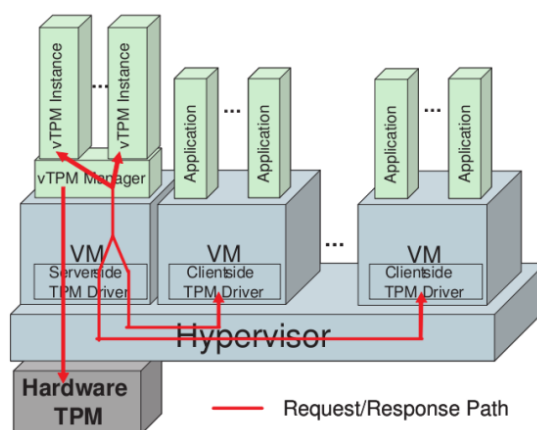 vTPM Instance
...
vTPM Instance
Application
...
Application
Application
...
Application
vTPM Manager
VM
Serverside
TPM Driver
VM
Clientside
TPM Driver
...
VM
Clientside
TPM Driver
Hypervisor
Hardware
TPM
Request/Response Path